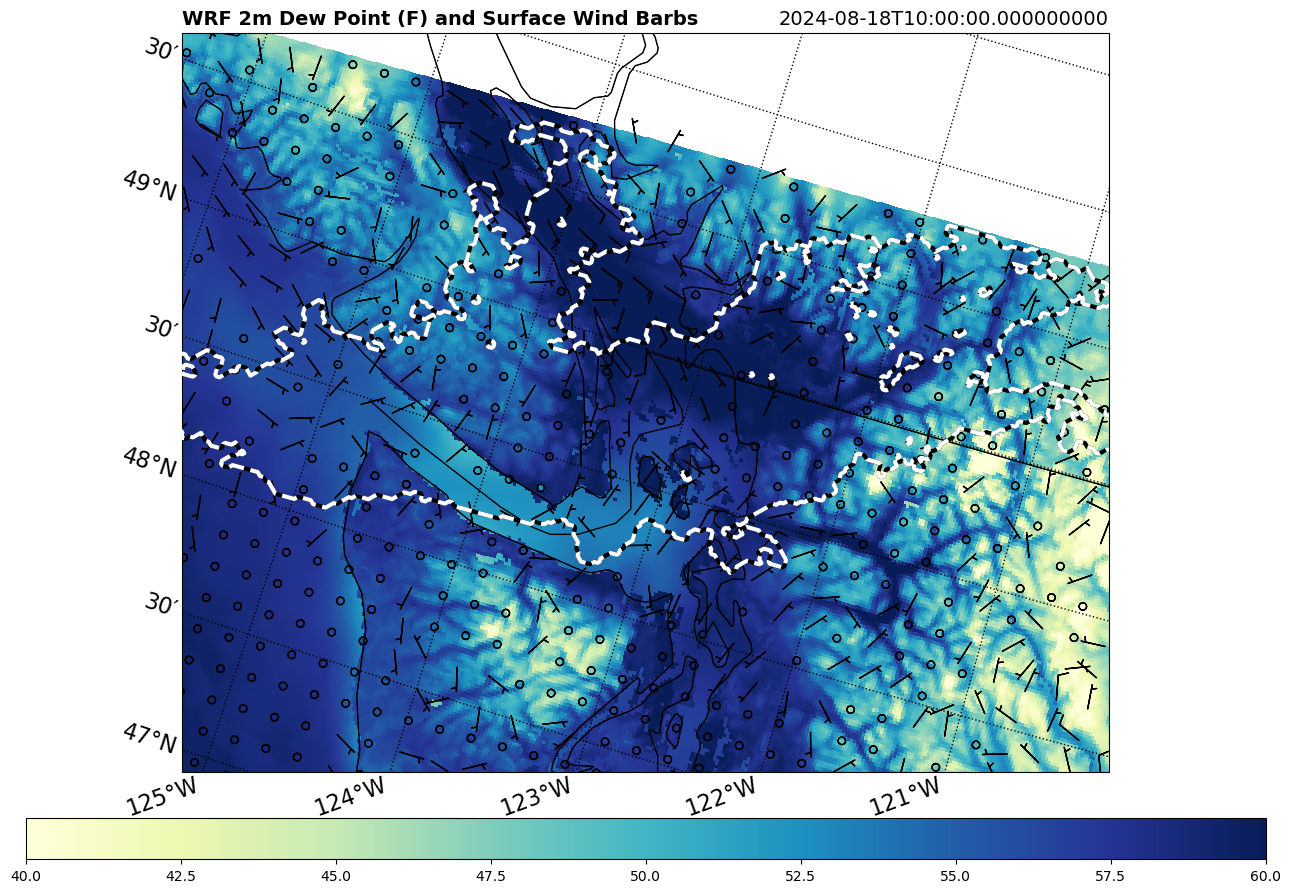 WRF 2m Dew Point (F) and Surface Wind Barbs 2024-08-18T10:00:00.000000000
30′
49°N
30′
48°N
30′
47°N
125°W 124°W 123°W 122°W 121°W
40.0 42.5 45.0 47.5 50.0 52.5 55.0 57.5 60.0